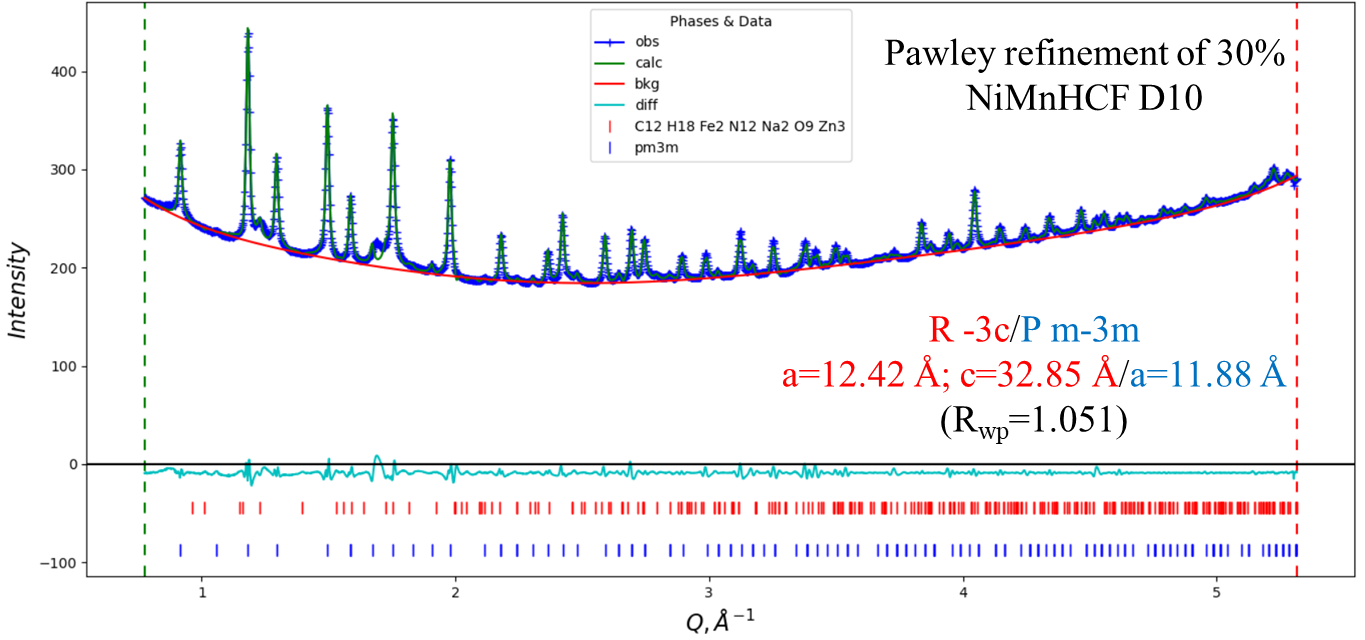 Phases & Data
obs
calc
bkg
diff
C12 H18 Fe2 N12 Na2 O9 Zn3
pm3m
Pawley refinement of 30%
NiMnHCF D10
R -3c/P m-3m
a=12.42 Å; c=32.85 Å/a=11.88 Å
(Rwp=1.051)
Intensity
400
300
200
100
0
−100
1
2
3
4
5
Q, Å⁻¹